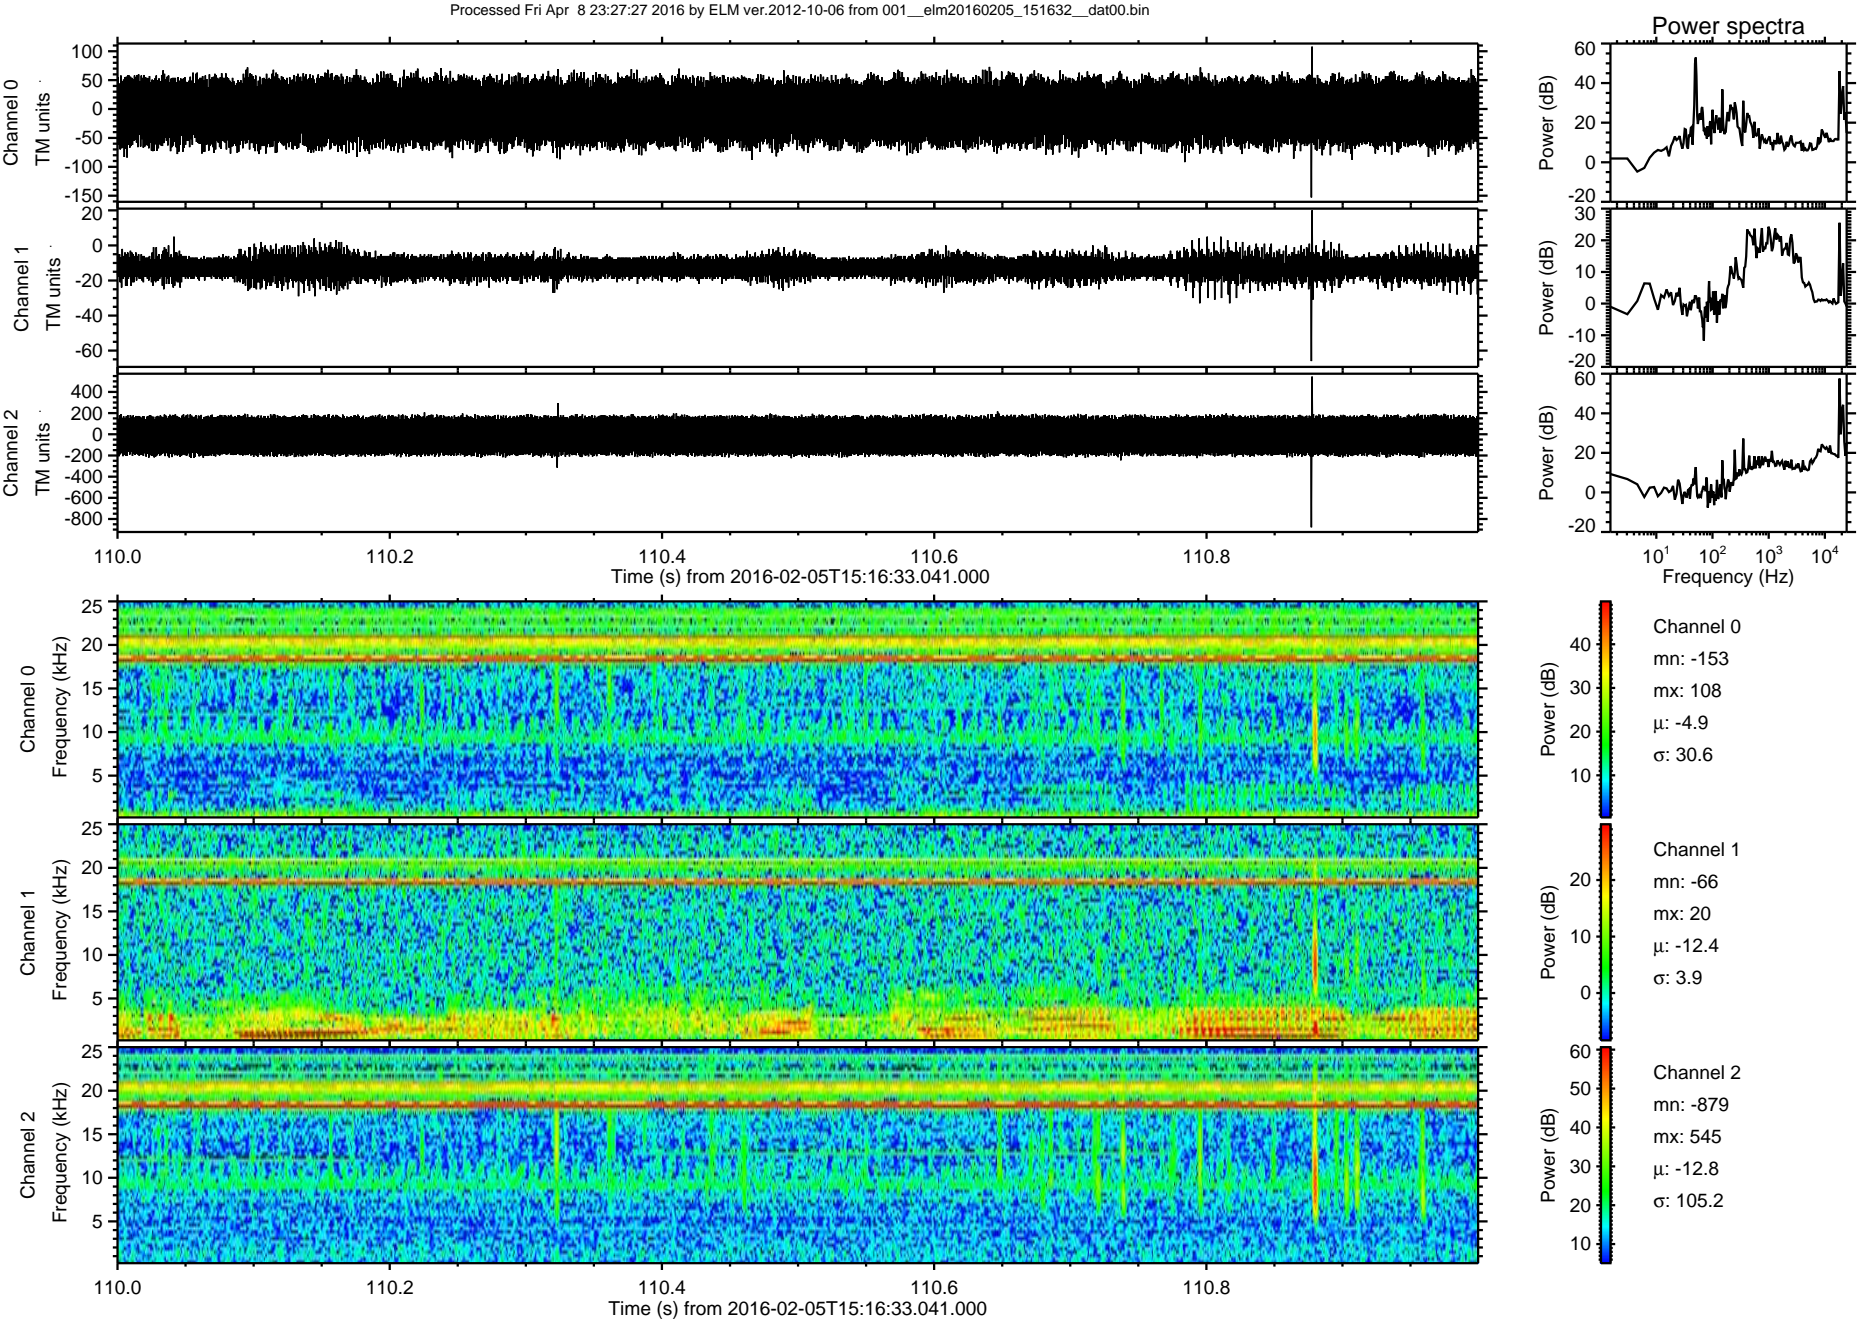 Processed Fri Apr  8 23:27:27 2016 by ELM ver.2012-10-06 from 001__elm20160205_151632__dat00.bin
Power spectra
Channel 0
TM units
100
50
0
-50
-100
-150
Power (dB)
60
40
20
0
-20
Channel 1
TM units
20
0
-20
-40
-60
Power (dB)
30
20
10
0
-10
-20
Channel 2
TM units
400
200
0
-200
-400
-600
-800
Power (dB)
60
40
20
0
-20
110.0 110.2 110.4 110.6 110.8
Time (s) from 2016-02-05T15:16:33.041.000
10¹ 10² 10³ 10⁴
Frequency (Hz)
Channel 0
Frequency (kHz)
25
20
15
10
5
Power (dB)
40
30
20
10
Channel 0
mn: -153
mx: 108
μ: -4.9
σ: 30.6
Channel 1
Frequency (kHz)
25
20
15
10
5
Power (dB)
20
10
0
Channel 1
mn: -66
mx: 20
μ: -12.4
σ: 3.9
Channel 2
Frequency (kHz)
25
20
15
10
5
Power (dB)
60
50
40
30
20
10
Channel 2
mn: -879
mx: 545
μ: -12.8
σ: 105.2
110.0 110.2 110.4 110.6 110.8
Time (s) from 2016-02-05T15:16:33.041.000